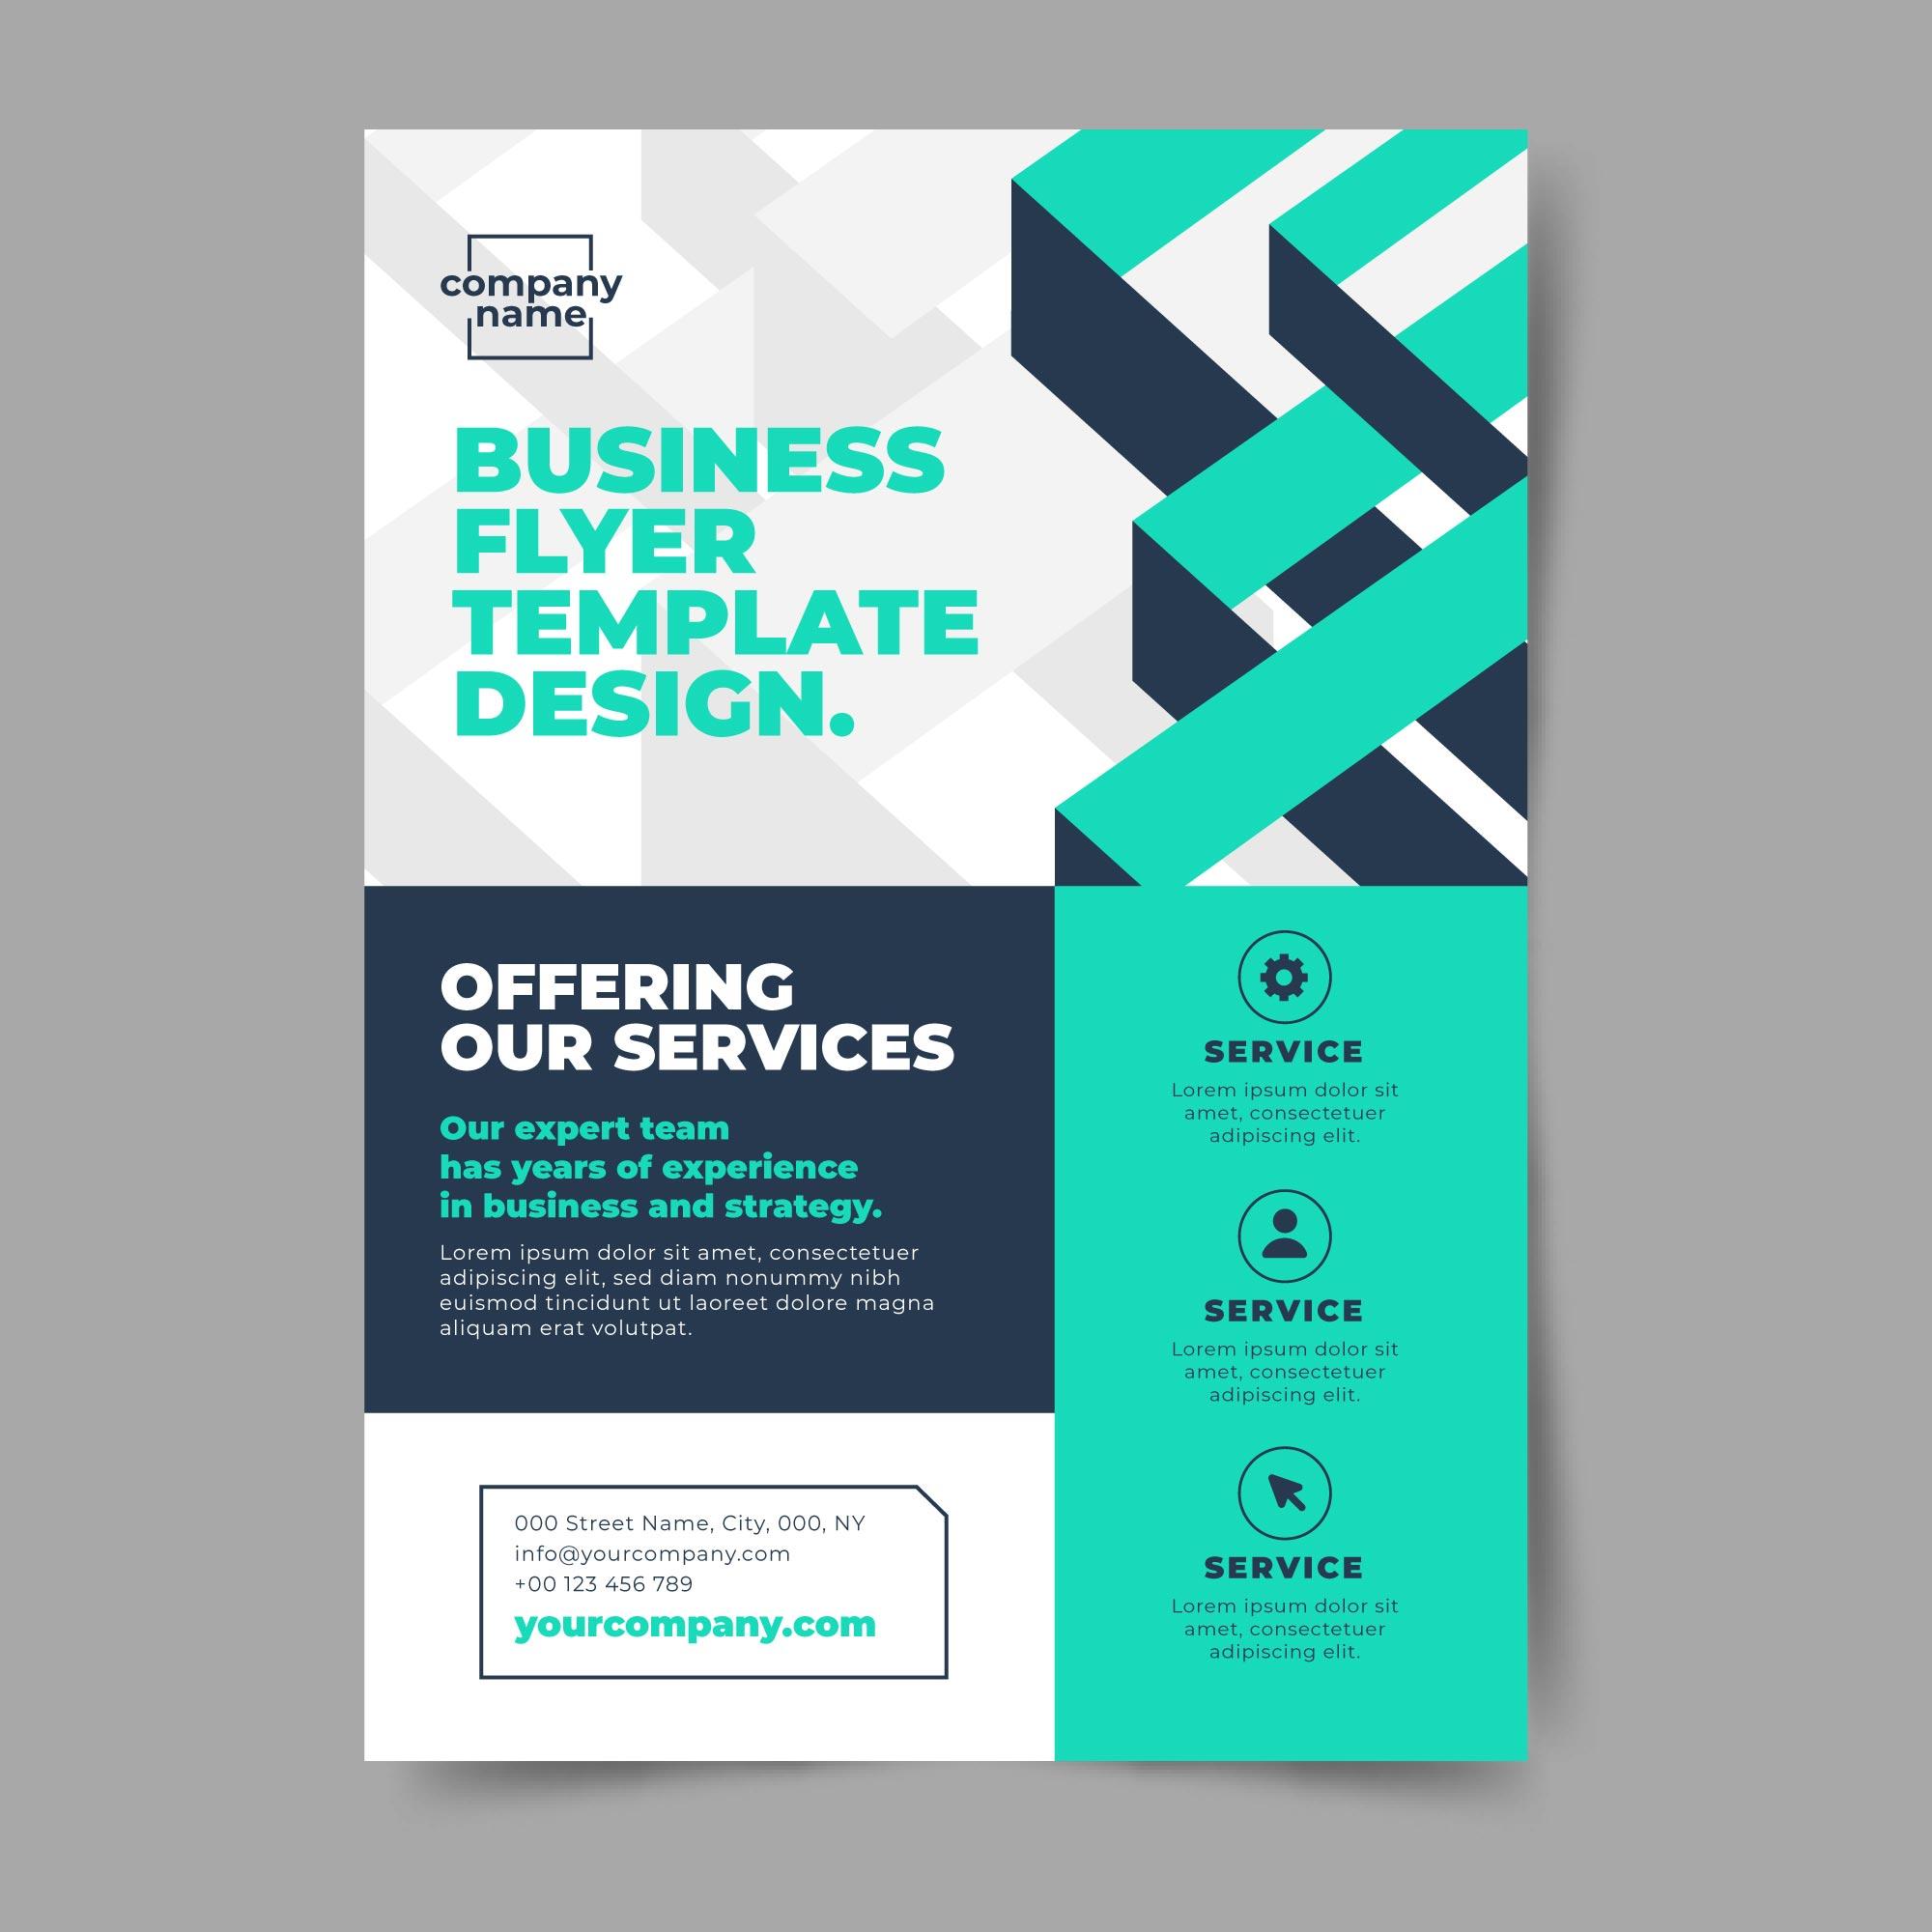 company
name
BUSINESS
FLYER
TEMPLATE
DESIGN.
OFFERING
OUR SERVICES
Our expert team
has years of experience
in business and strategy.
Lorem ipsum dolor sit amet, consectetuer
adipiscing elit, sed diam nonummy nibh
euismod tincidunt ut laoreet dolore magna
aliquam erat volutpat.
000 Street Name, City, 000, NY
info@yourcompany.com
+00 123 456 789
yourcompany.com
SERVICE
Lorem ipsum dolor sit
amet, consectetuer
adipiscing elit.
SERVICE
Lorem ipsum dolor sit
amet, consectetuer
adipiscing elit.
SERVICE
Lorem ipsum dolor sit
amet, consectetuer
adipiscing elit.